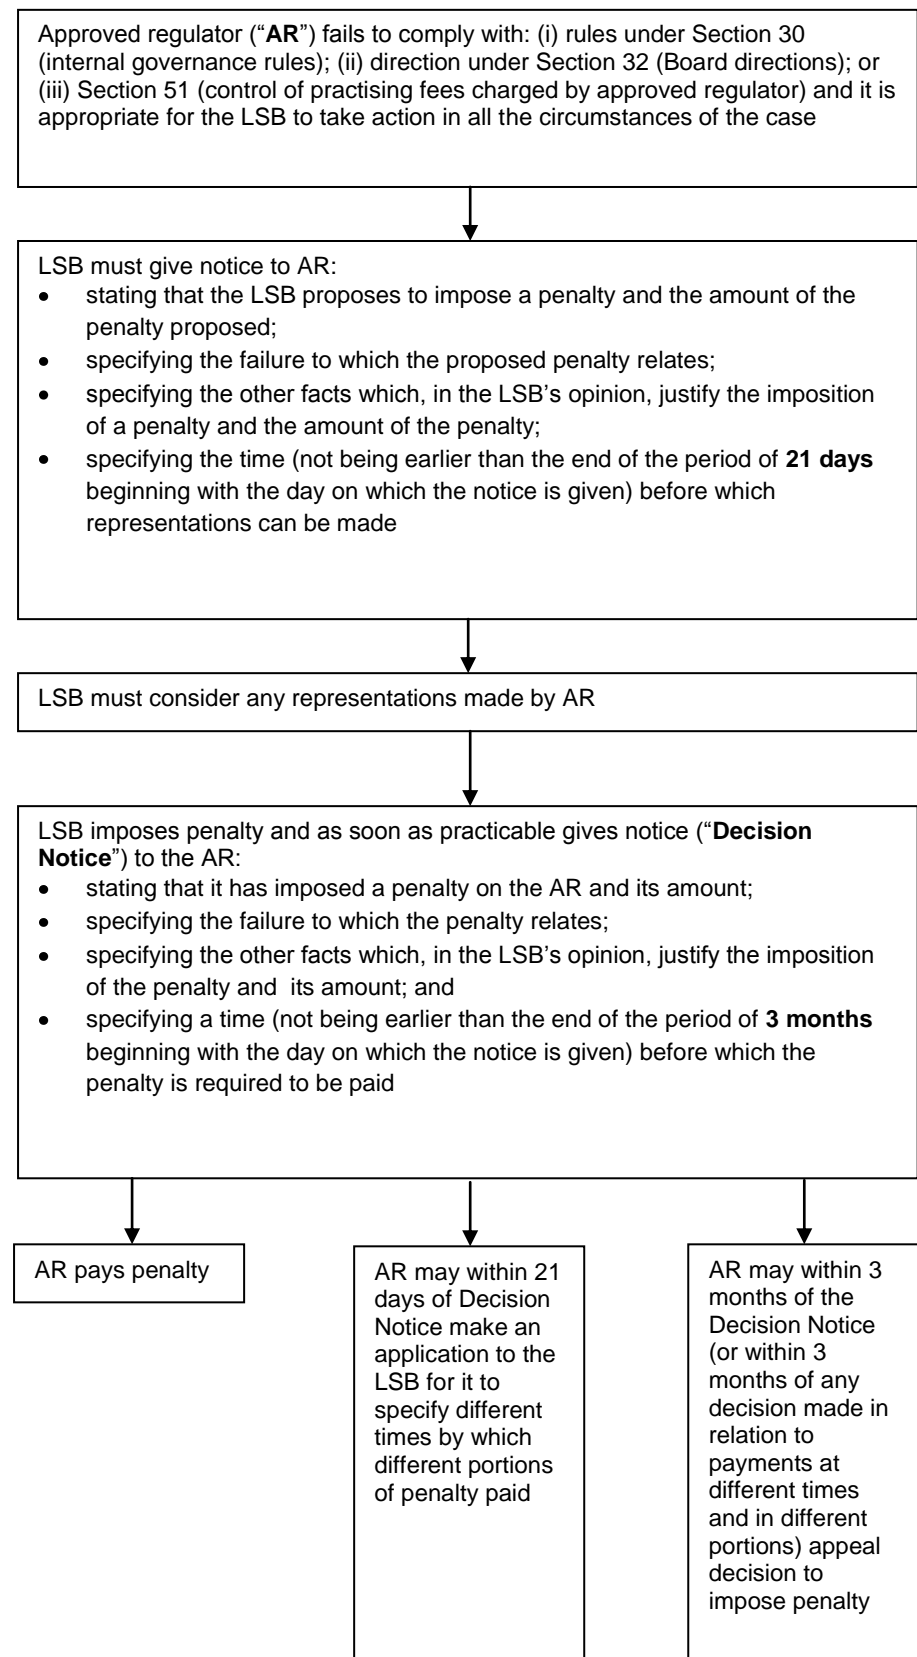 Approved regulator (“AR”) fails to comply with: (i) rules under Section 30
(internal governance rules); (ii) direction under Section 32 (Board directions); or
(iii) Section 51 (control of practising fees charged by approved regulator) and it is
appropriate for the LSB to take action in all the circumstances of the case
LSB must give notice to AR:
• stating that the LSB proposes to impose a penalty and the amount of the
penalty proposed;
• specifying the failure to which the proposed penalty relates;
• specifying the other facts which, in the LSB’s opinion, justify the imposition
of a penalty and the amount of the penalty;
• specifying the time (not being earlier than the end of the period of 21 days
beginning with the day on which the notice is given) before which
representations can be made
LSB must consider any representations made by AR
LSB imposes penalty and as soon as practicable gives notice (“Decision
Notice”) to the AR:
• stating that it has imposed a penalty on the AR and its amount;
• specifying the failure to which the penalty relates;
• specifying the other facts which, in the LSB’s opinion, justify the imposition
of the penalty and its amount; and
• specifying a time (not being earlier than the end of the period of 3 months
beginning with the day on which the notice is given) before which the
penalty is required to be paid
AR pays penalty
AR may within 21
days of Decision
Notice make an
application to the
LSB for it to
specify different
times by which
different portions
of penalty paid
AR may within 3
months of the
Decision Notice
(or within 3
months of any
decision made in
relation to
payments at
different times
and in different
portions) appeal
decision to
impose penalty